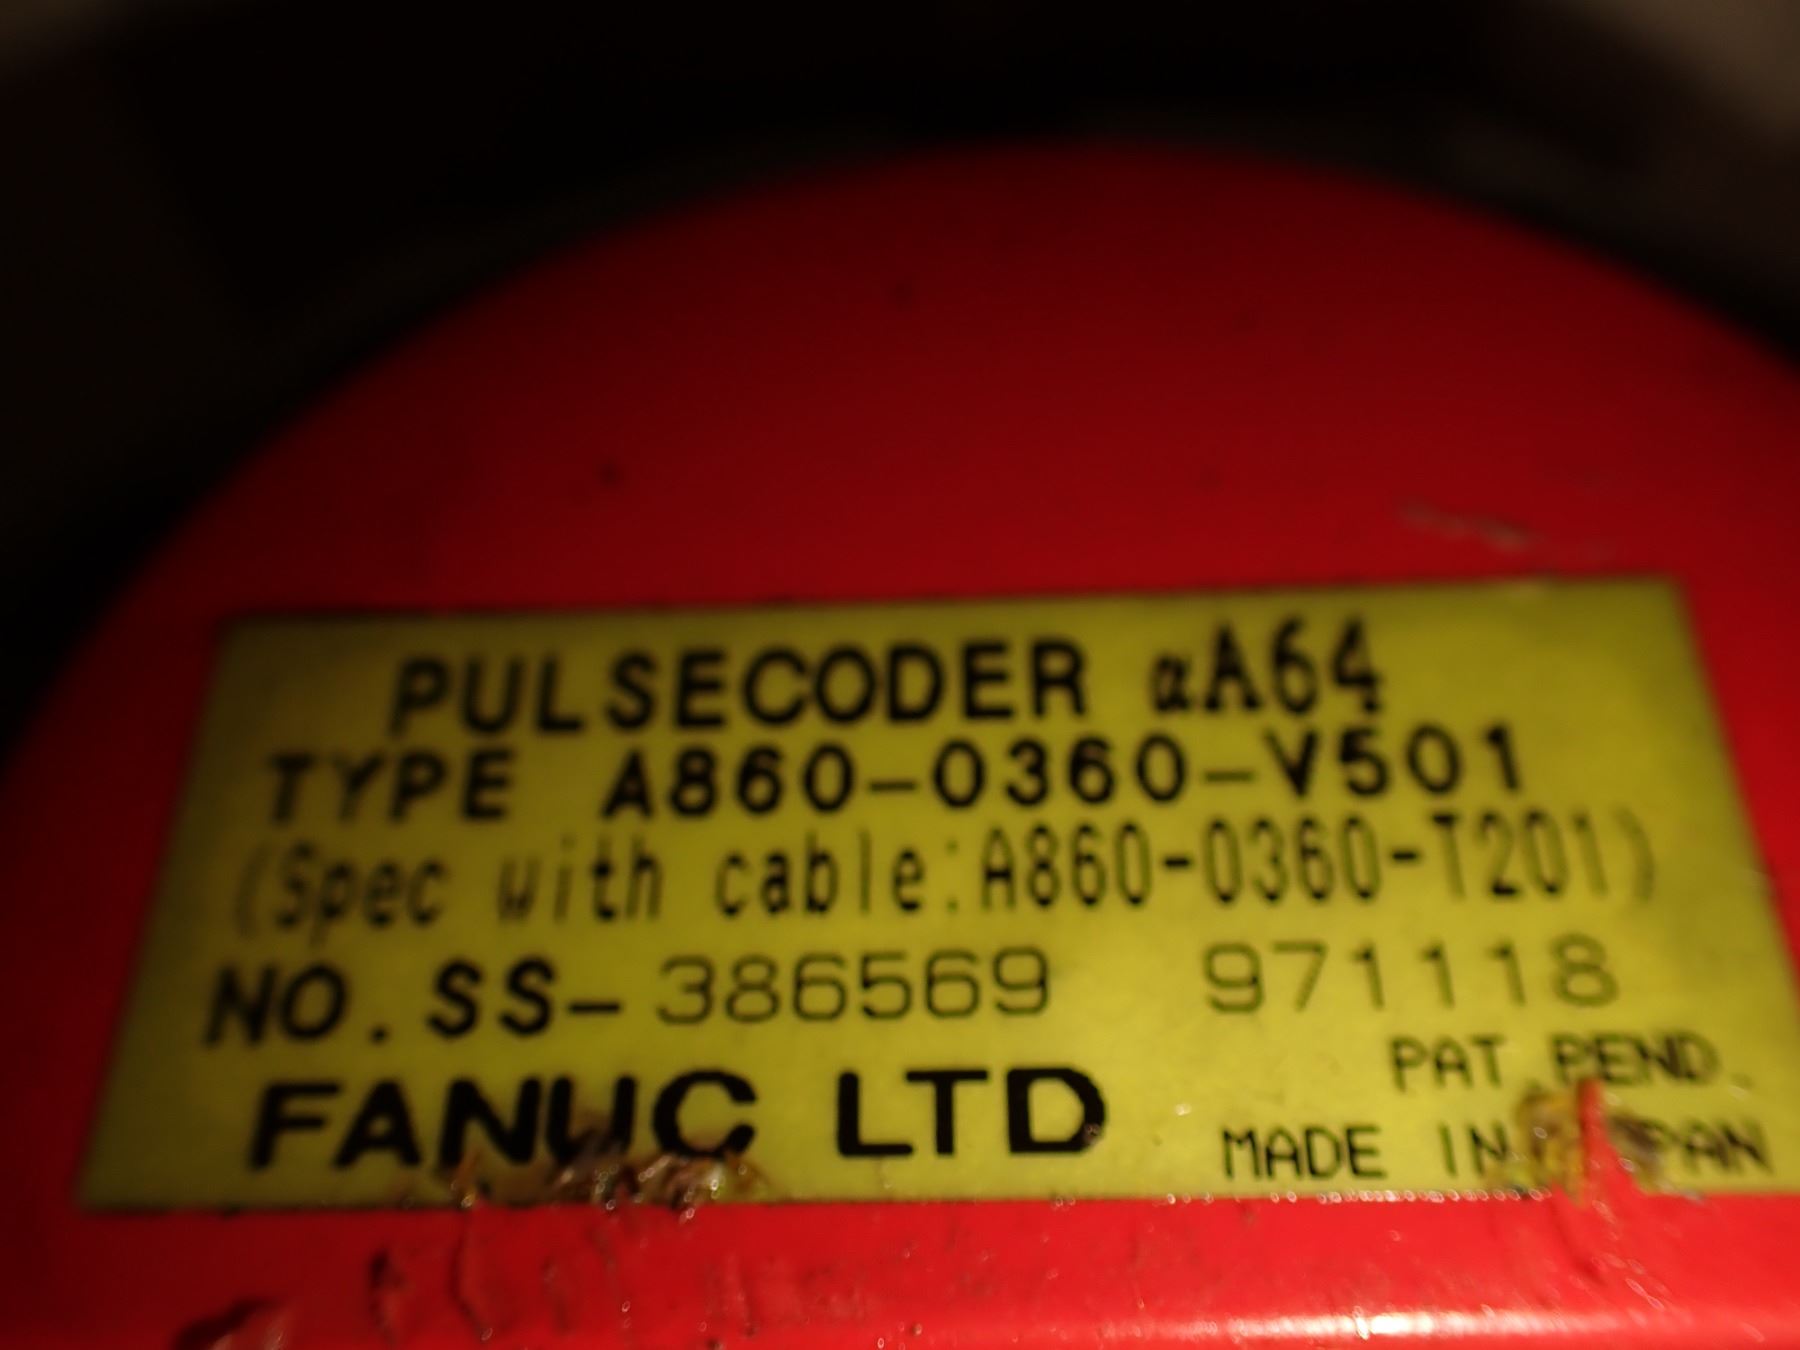 PULSECODER αA64
TYPE A860-0360-V501
(Spec with cable:A860-0360-T201)
NO.SS-386569 971118
PAT PEND.
FANUC LTD
MADE IN JAPAN